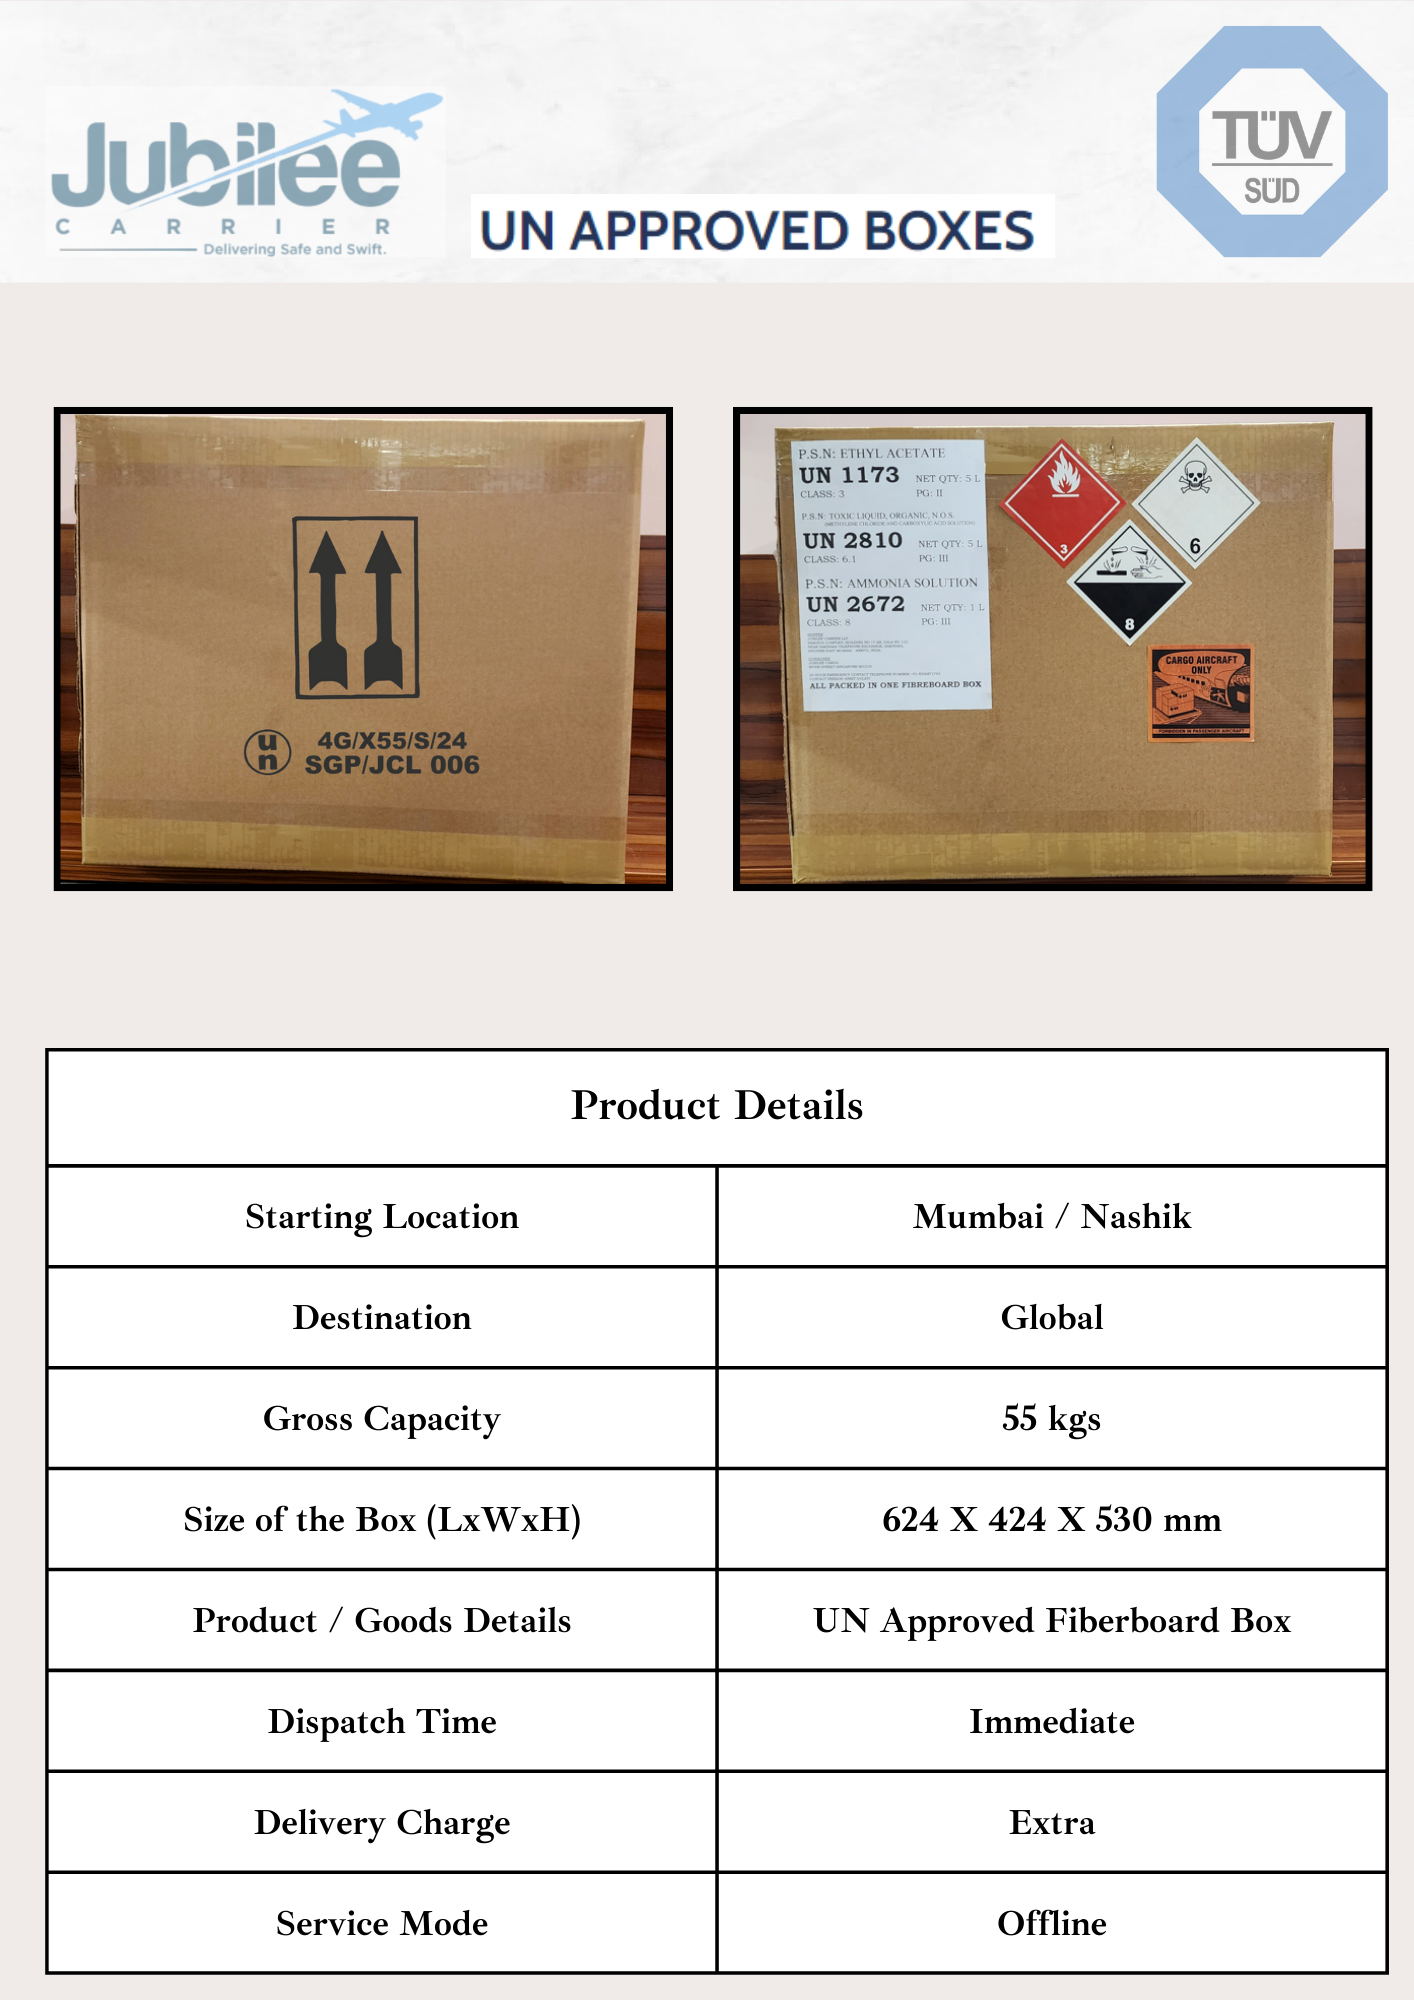 Jubilee
CARRIER
Delivering Safe and Swift.
UN APPROVED BOXES
TÜV
SÜD
4G/X55/S/24
un
SGP/JCL 006
P.S.N: ETHYL ACETATE
UN 1173 NET QTY: 5 L
CLASS: 3 PG: II
P.S.N: TOXIC LIQUID, ORGANIC, N.O.S.
(METHYLENE CHLORIDE AND CARBOXYLIC ACID SOLUTION)
UN 2810 NET QTY: 5 L
CLASS: 6.1 PG: III
P.S.N: AMMONIA SOLUTION
UN 2672 NET QTY: 1 L
CLASS: 8 PG: III
ALL PACKED IN ONE FIBREBOARD BOX
3
6
8
CARGO AIRCRAFT
ONLY
FORBIDDEN IN PASSENGER AIRCRAFT
Product Details
Starting Location Mumbai / Nashik
Destination Global
Gross Capacity 55 kgs
Size of the Box (LxWxH) 624 X 424 X 530 mm
Product / Goods Details UN Approved Fiberboard Box
Dispatch Time Immediate
Delivery Charge Extra
Service Mode Offline